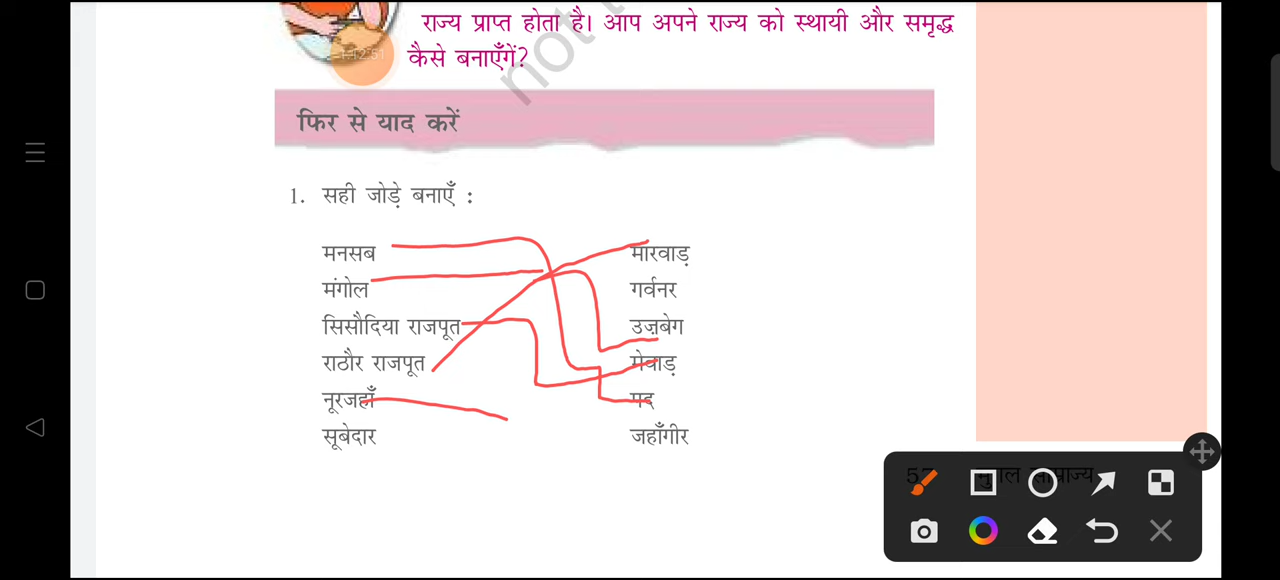 राज्य प्राप्त होता है। आप अपने राज्य को स्थायी और समृद्ध
कैसे बनाएँगें?
not
फिर से याद करें
1. सही जोड़े बनाएँ :
मनसब मारवाड़
मंगोल गर्वनर
सिसौदिया राजपूत उज़बेग
राठौर राजपूत मेवाड़
नूरजहाँ पद
सूबेदार जहाँगीर
मुग़ल साम्राज्य